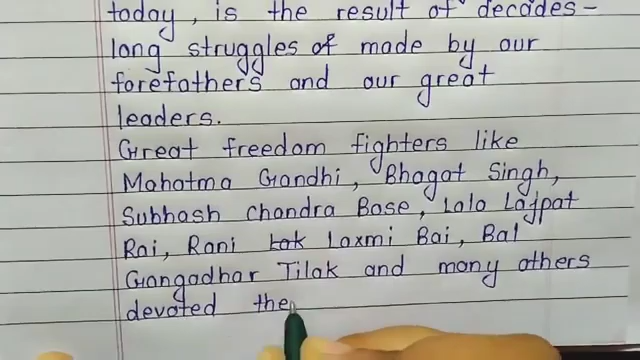 today, is the result of decades-
long struggles of made by our
forefathers and our great
leaders.
Great freedom fighters like
Mahatma Gandhi, Bhagat Singh,
Subhash Chandra Bose, Lala Lajpat
Rai, Rani Lak Laxmi Bai, Bal
Gangadhar Tilak and many others
devoted the